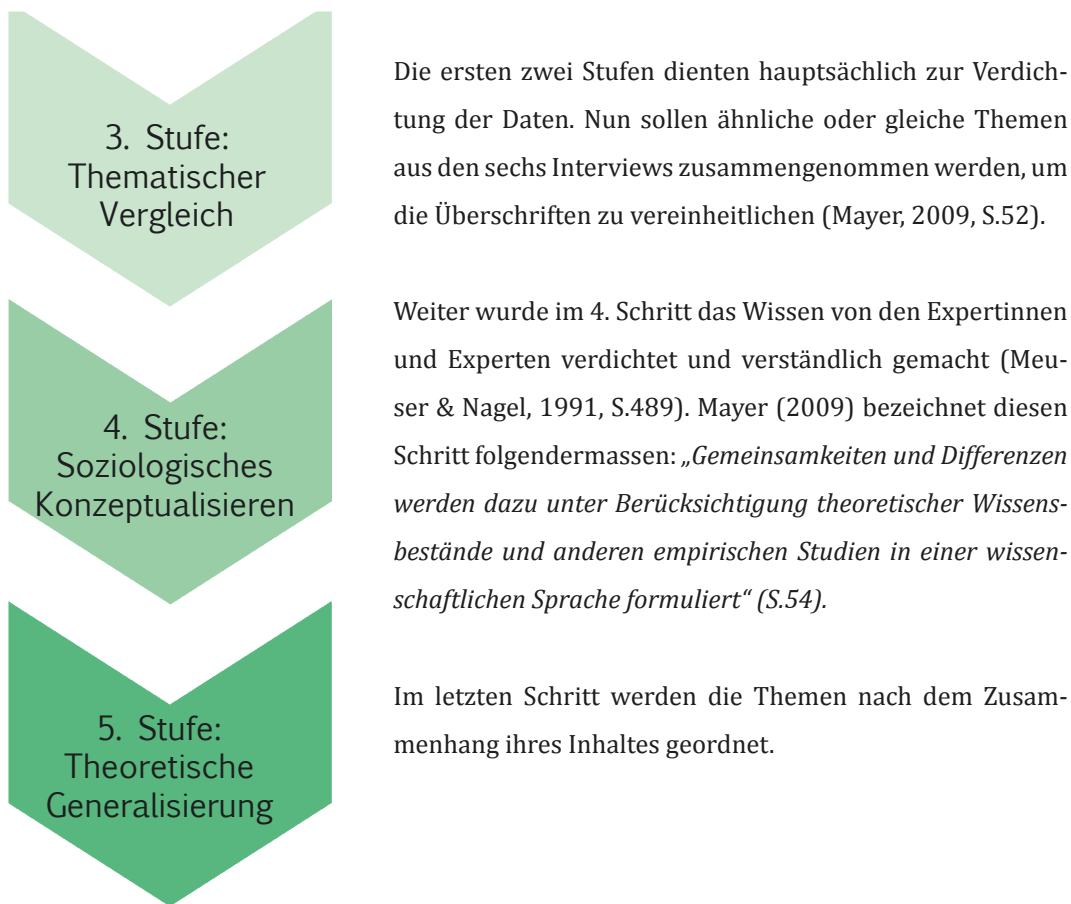 3. Stufe:
Thematischer
Vergleich
Die ersten zwei Stufen dienten hauptsächlich zur Verdich-
tung der Daten. Nun sollen ähnliche oder gleiche Themen
aus den sechs Interviews zusammengenommen werden, um
die Überschriften zu vereinheitlichen (Mayer, 2009, S.52).
4. Stufe:
Soziologisches
Konzeptualisieren
Weiter wurde im 4. Schritt das Wissen von den Expertinnen
und Experten verdichtet und verständlich gemacht (Meu-
ser & Nagel, 1991, S.489). Mayer (2009) bezeichnet diesen
Schritt folgendermassen: „Gemeinsamkeiten und Differenzen
werden dazu unter Berücksichtigung theoretischer Wissens-
bestände und anderen empirischen Studien in einer wissen-
schaftlichen Sprache formuliert“ (S.54).
5. Stufe:
Theoretische
Generalisierung
Im letzten Schritt werden die Themen nach dem Zusam-
menhang ihres Inhaltes geordnet.